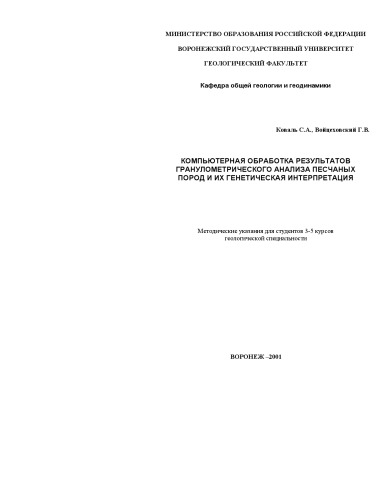 МИНИСТЕРСТВО ОБРАЗОВАНИЯ РОССИЙСКОЙ ФЕДЕРАЦИИ
ВОРОНЕЖСКИЙ ГОСУДАРСТВЕННЫЙ УНИВЕРСИТЕТ
ГЕОЛОГИЧЕСКИЙ ФАКУЛЬТЕТ
Кафедра общей геологии и геодинамики
Коваль С.А., Войцеховский Г.В.
КОМПЬЮТЕРНАЯ ОБРАБОТКА РЕЗУЛЬТАТОВ
ГРАНУЛОМЕТРИЧЕСКОГО АНАЛИЗА ПЕСЧАНЫХ
ПОРОД И ИХ ГЕНЕТИЧЕСКАЯ ИНТЕРПРЕТАЦИЯ
Методические указания для студентов 3-5 курсов
геологической специальности
ВОРОНЕЖ –2001